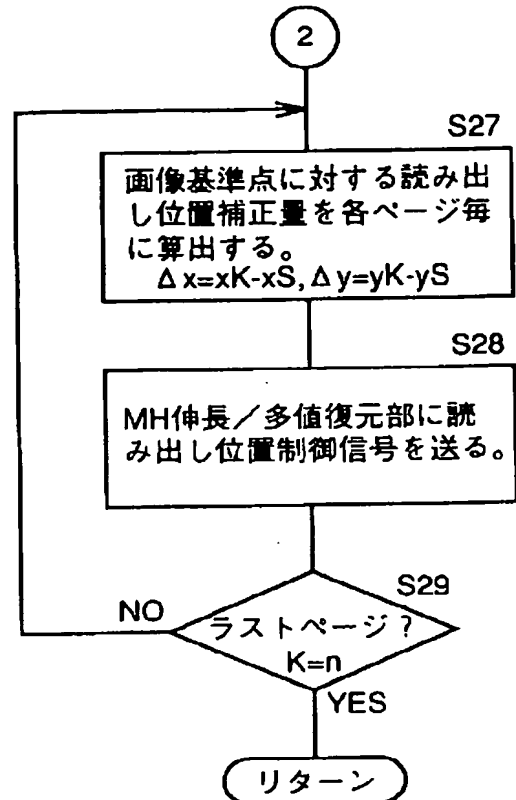 2
S27
画像基準点に対する読み出
し位置補正量を各ページ毎
に算出する。
Δx=xK-xS,Δy=yK-yS
S28
MH伸長／多値復元部に読
み出し位置制御信号を送る。
S29
NO
ラストページ？
K=n
YES
リターン